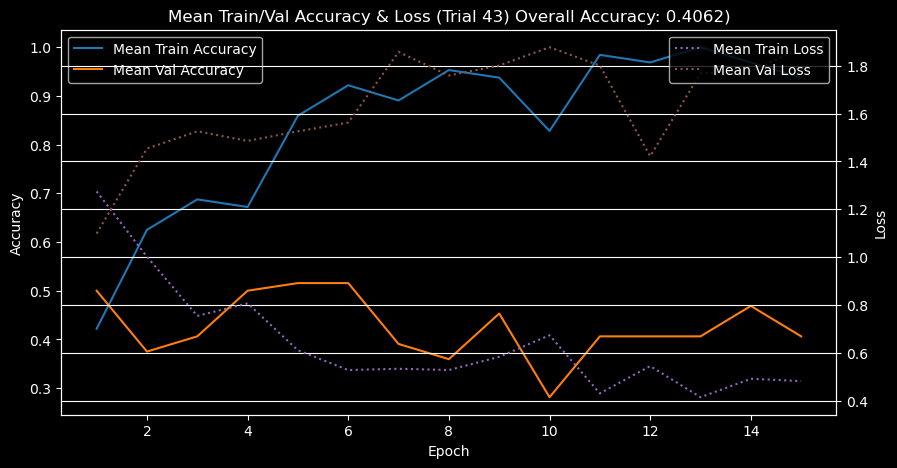 Mean Train/Val Accuracy & Loss (Trial 43) Overall Accuracy: 0.4062)
Mean Train Accuracy
Mean Val Accuracy
Mean Train Loss
Mean Val Loss
1.0
0.9
0.8
0.7
0.6
0.5
0.4
0.3
Accuracy
1.8
1.6
1.4
1.2
1.0
0.8
0.6
0.4
Loss
2 4 6 8 10 12 14
Epoch